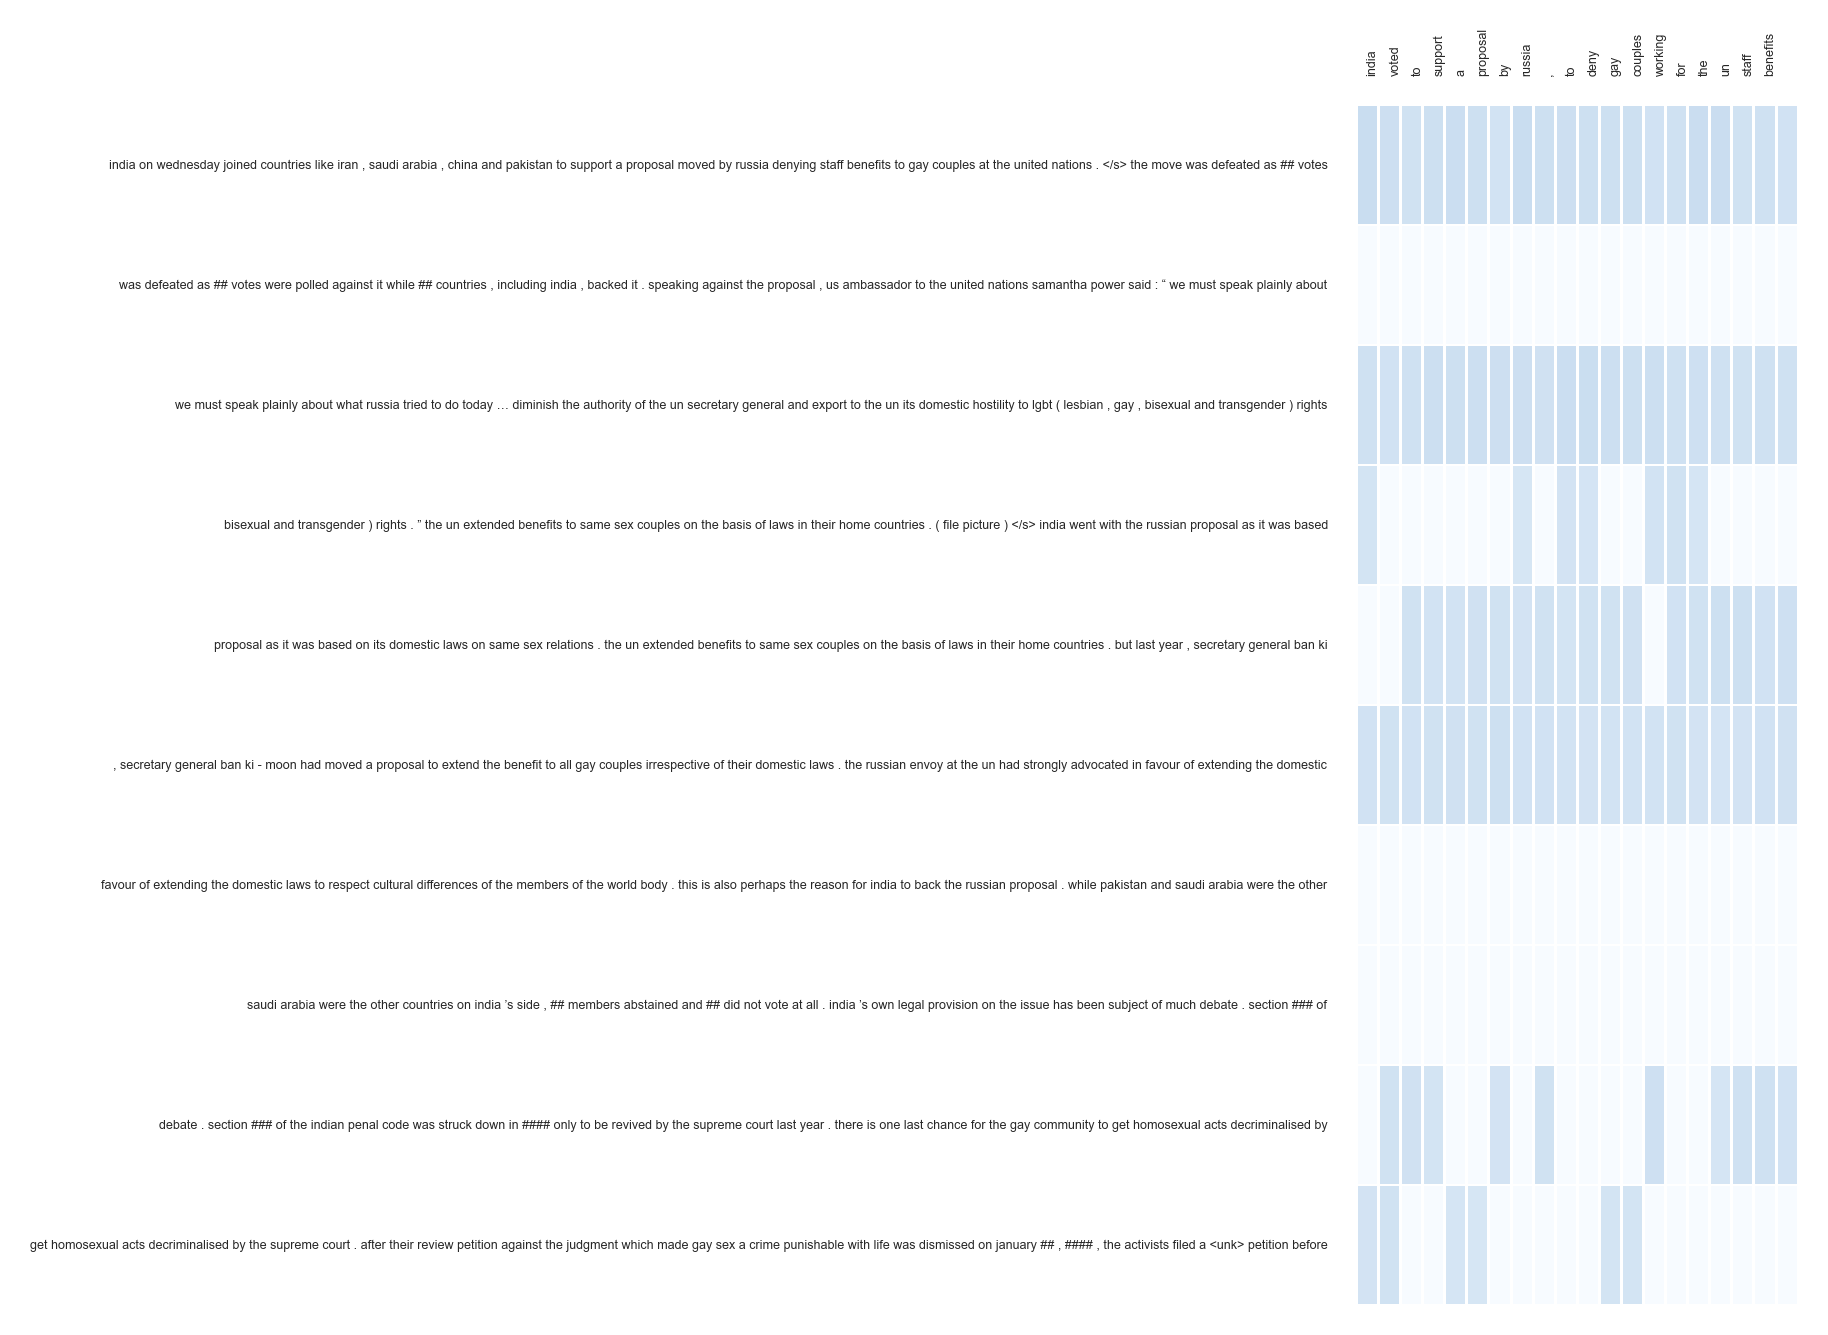 india voted to support a proposal by russia , to deny gay couples working for the un staff benefits
india on wednesday joined countries like iran , saudi arabia , china and pakistan to support a proposal moved by russia denying staff benefits to gay couples at the united nations . </s> the move was defeated as ## votes
was defeated as ## votes were polled against it while ## countries , including india , backed it . speaking against the proposal , us ambassador to the united nations samantha power said : “ we must speak plainly about
we must speak plainly about what russia tried to do today … diminish the authority of the un secretary general and export to the un its domestic hostility to lgbt ( lesbian , gay , bisexual and transgender ) rights
bisexual and transgender ) rights . ” the un extended benefits to same sex couples on the basis of laws in their home countries . ( file picture ) </s> india went with the russian proposal as it was based
proposal as it was based on its domestic laws on same sex relations . the un extended benefits to same sex couples on the basis of laws in their home countries . but last year , secretary general ban ki
, secretary general ban ki - moon had moved a proposal to extend the benefit to all gay couples irrespective of their domestic laws . the russian envoy at the un had strongly advocated in favour of extending the domestic
favour of extending the domestic laws to respect cultural differences of the members of the world body . this is also perhaps the reason for india to back the russian proposal . while pakistan and saudi arabia were the other
saudi arabia were the other countries on india ’s side , ## members abstained and ## did not vote at all . india ’s own legal provision on the issue has been subject of much debate . section ### of
debate . section ### of the indian penal code was struck down in #### only to be revived by the supreme court last year . there is one last chance for the gay community to get homosexual acts decriminalised by
get homosexual acts decriminalised by the supreme court . after their review petition against the judgment which made gay sex a crime punishable with life was dismissed on january ## , #### , the activists filed a <unk> petition before